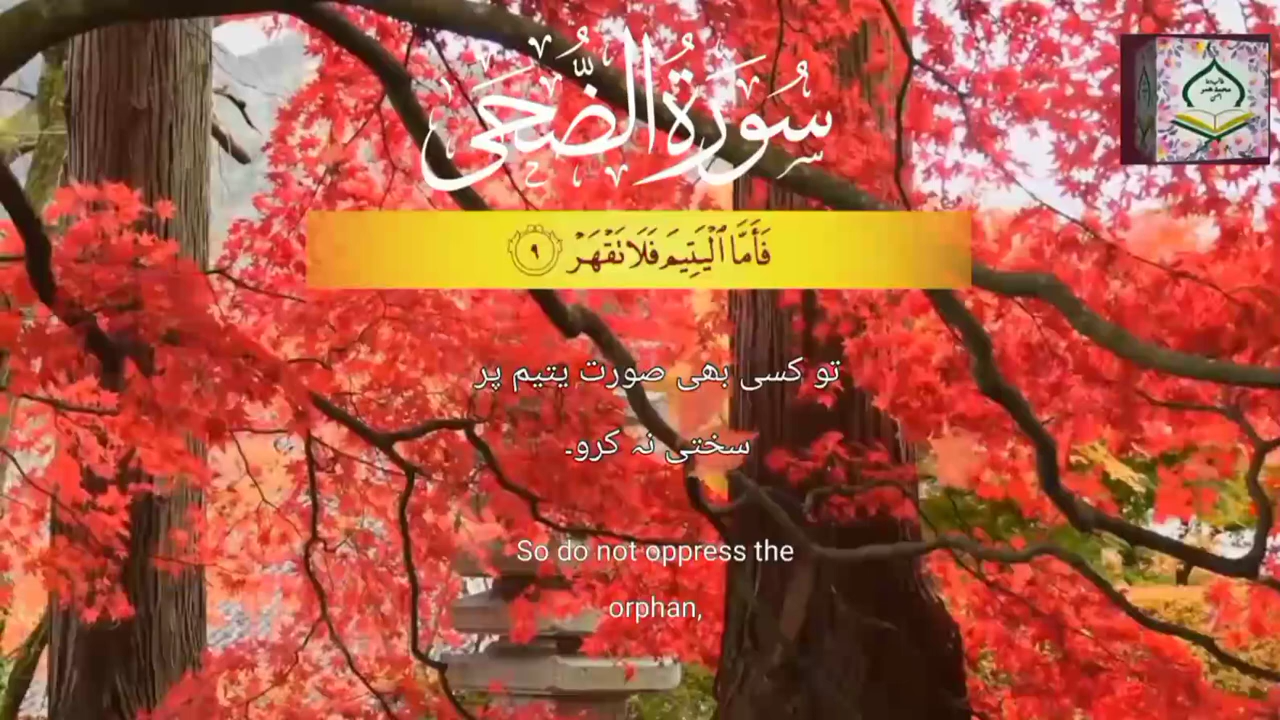 سُورَةُ الضُّحَى
فَأَمَّا ٱلْيَتِيمَ فَلَا تَقْهَرْ ٩
تو کسی بھی صورت یتیم پر
سختی نہ کرو۔
So do not oppress the
orphan,